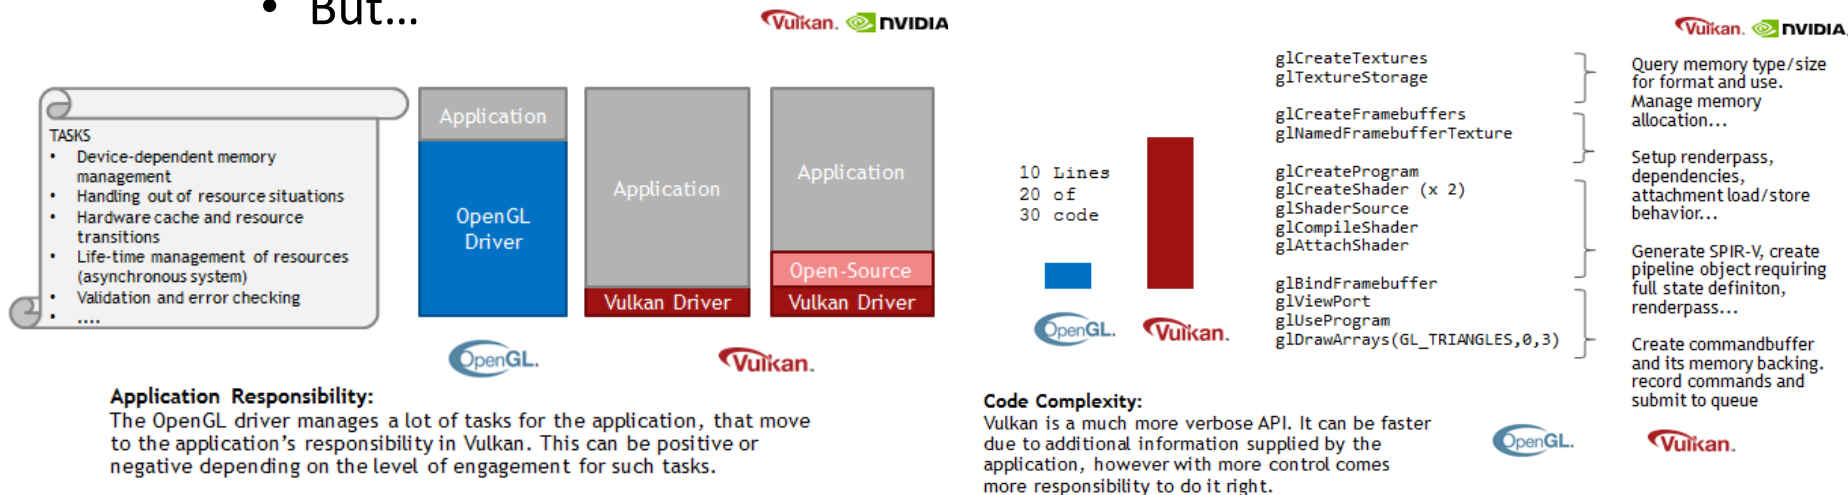 • But...
Vulkan. NVIDIA
TASKS
• Device-dependent memory
management
• Handling out of resource situations
• Hardware cache and resource
transitions
• Life-time management of resources
(asynchronous system)
• Validation and error checking
• ....
Application
OpenGL
Driver
Application
Vulkan Driver
Application
Open-Source
Vulkan Driver
OpenGL.
Vulkan.
Application Responsibility:
The OpenGL driver manages a lot of tasks for the application, that move
to the application's responsibility in Vulkan. This can be positive or
negative depending on the level of engagement for such tasks.
Vulkan. NVIDIA.
10 Lines
20 of
30 code
OpenGL.
Vulkan.
glCreateTextures
glTextureStorage
glCreateFramebuffers
glNamedFramebufferTexture
glCreateProgram
glCreateShader (x 2)
glShaderSource
glCompileShader
glAttachShader
glBindFramebuffer
glViewPort
glUseProgram
glDrawArrays(GL_TRIANGLES,0,3)
Query memory type/size
for format and use.
Manage memory
allocation...
Setup renderpass,
dependencies,
attachment load/store
behavior...
Generate SPIR-V, create
pipeline object requiring
full state definiton,
renderpass...
Create commandbuffer
and its memory backing.
record commands and
submit to queue
Code Complexity:
Vulkan is a much more verbose API. It can be faster
due to additional information supplied by the
application, however with more control comes
more responsibility to do it right.
OpenGL.
Vulkan.